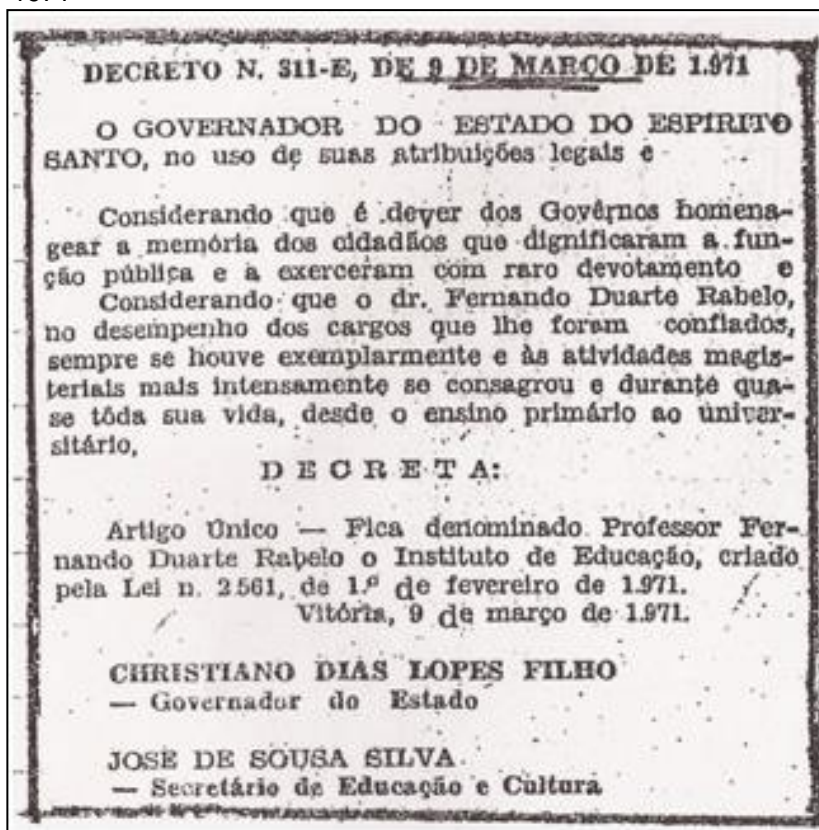 DECRETO N. 311-E, DE 9 DE MARÇO DE 1.971
O GOVERNADOR DO ESTADO DO ESPÍRITO
SANTO, no uso de suas atribuições legais e
Considerando que é dever dos Govêrnos homena-
gear a memória dos cidadãos que dignificaram a fun-
ção pública e a exerceram com raro devotamento e
Considerando que o dr. Fernando Duarte Rabelo,
no desempenho dos cargos que lhe foram confiados,
sempre se houve exemplarmente e às atividades magis-
teriais mais intensamente se consagrou e durante qua-
se tôda sua vida, desde o ensino primário ao univer-
sitário,
D E C R E T A:
Artigo Único — Fica denominado Professor Fer-
nando Duarte Rabelo o Instituto de Educação, criado
pela Lei n. 2561, de 1.º de fevereiro de 1.971.
Vitória, 9 de março de 1.971.
CHRISTIANO DIAS LOPES FILHO
— Governador do Estado
JOSÉ DE SOUSA SILVA
— Secretário de Educação e Cultura